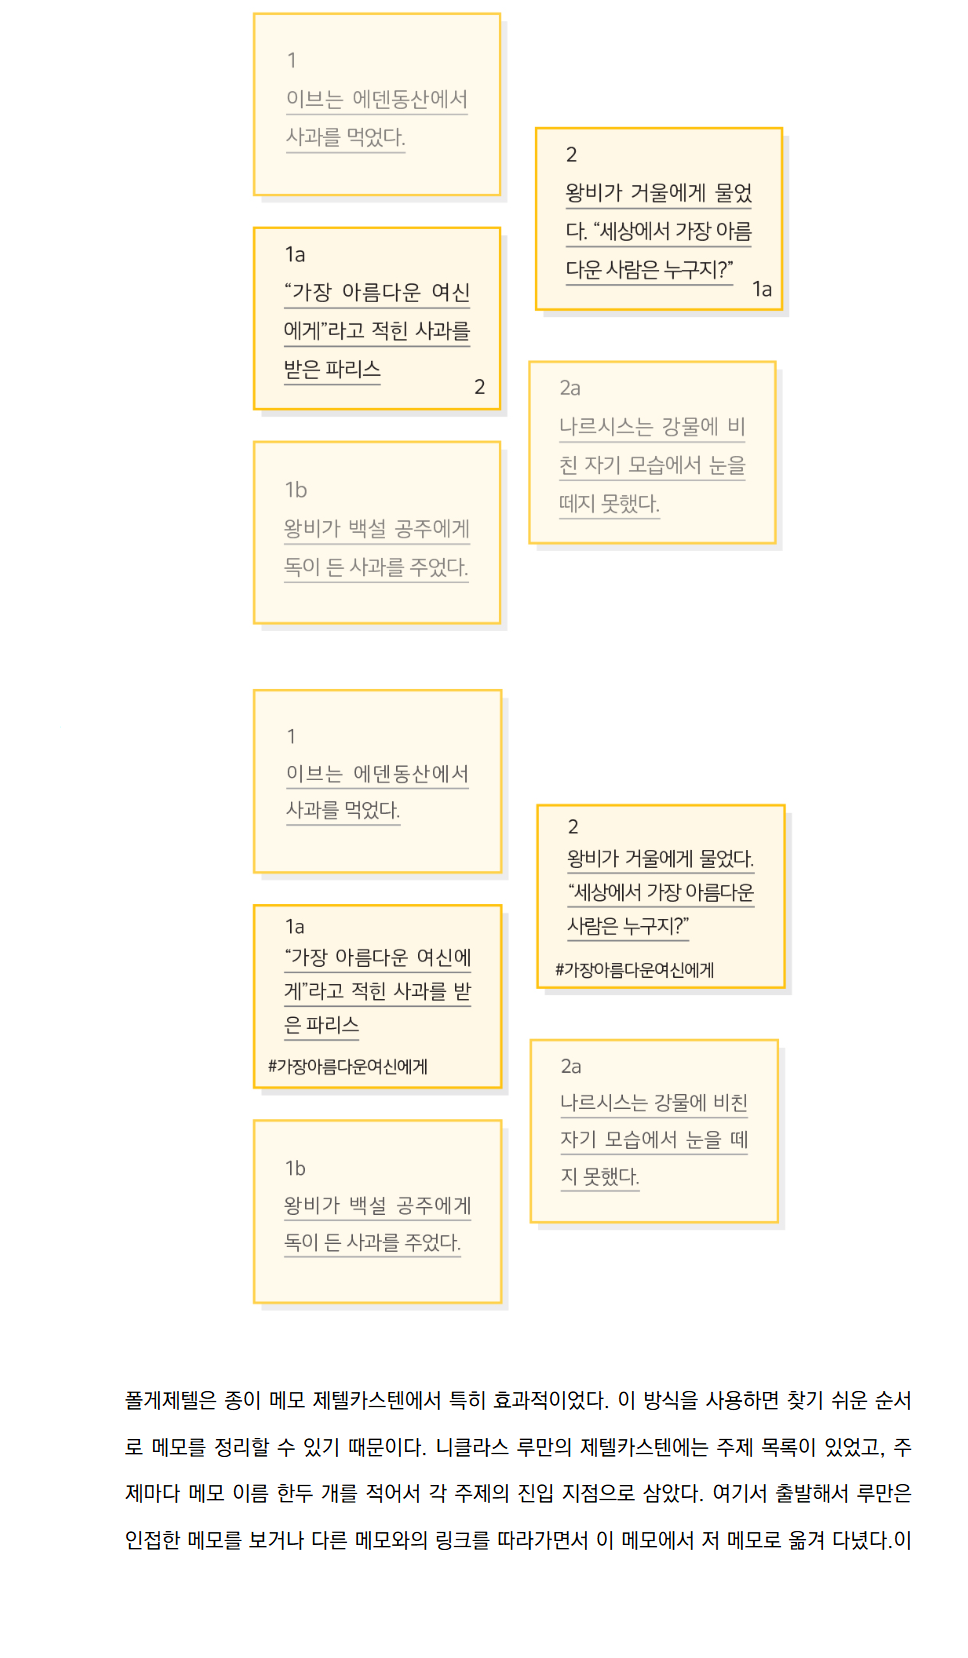 1
이브는 에덴동산에서
사과를 먹었다.
2
왕비가 거울에게 물었
다. “세상에서 가장 아름
다운 사람은 누구지?”
1a
1a
“가장 아름다운 여신
에게”라고 적힌 사과를
받은 파리스
2
2a
나르시스는 강물에 비
친 자기 모습에서 눈을
떼지 못했다.
1b
왕비가 백설 공주에게
독이 든 사과를 주었다.
1
이브는 에덴동산에서
사과를 먹었다.
2
왕비가 거울에게 물었다.
“세상에서 가장 아름다운
사람은 누구지?”
#가장아름다운여신에게
1a
“가장 아름다운 여신에
게”라고 적힌 사과를 받
은 파리스
#가장아름다운여신에게
2a
나르시스는 강물에 비친
자기 모습에서 눈을 떼
지 못했다.
1b
왕비가 백설 공주에게
독이 든 사과를 주었다.
폴게제텔은 종이 메모 제텔카스텐에서 특히 효과적이었다. 이 방식을 사용하면 찾기 쉬운 순서
로 메모를 정리할 수 있기 때문이다. 니클라스 루만의 제텔카스텐에는 주제 목록이 있었고, 주
제마다 메모 이름 한두 개를 적어서 각 주제의 진입 지점으로 삼았다. 여기서 출발해서 루만은
인접한 메모를 보거나 다른 메모와의 링크를 따라가면서 이 메모에서 저 메모로 옮겨 다녔다.이